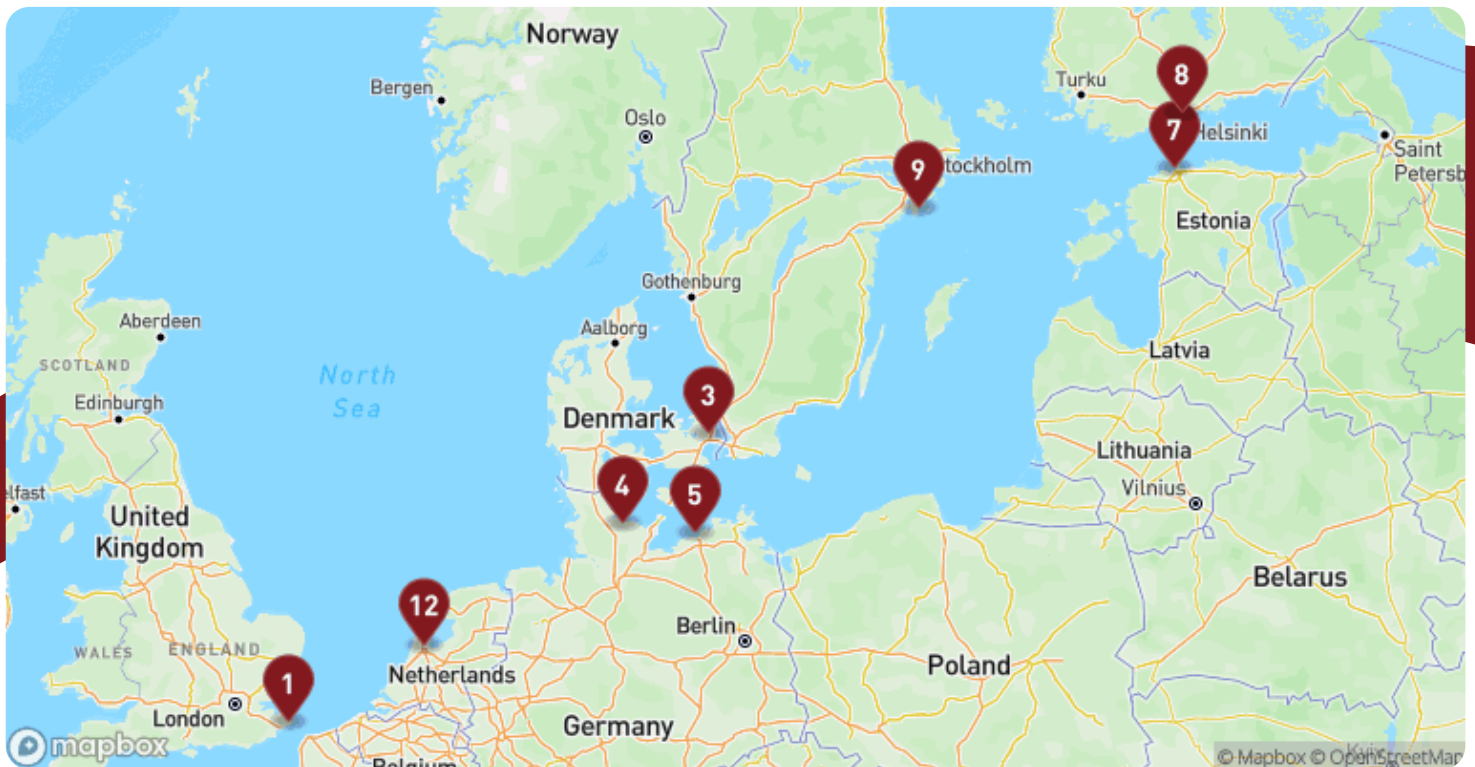 Norway
Bergen
Oslo
Turku
8
7
Helsinki
Saint
Petersb
9
tockholm
Estonia
Gothenburg
Aberdeen
Aalborg
SCOTLAND
North
Sea
Edinburgh
Latvia
3
Denmark
Lithuania
4
5
Vilnius
elfast
United
Kingdom
Belarus
12
Berlin
WALES
ENGLAND
Netherlands
Poland
1
London
Germany
mapbox
Belgium
© Mapbox © OpenStreetMap